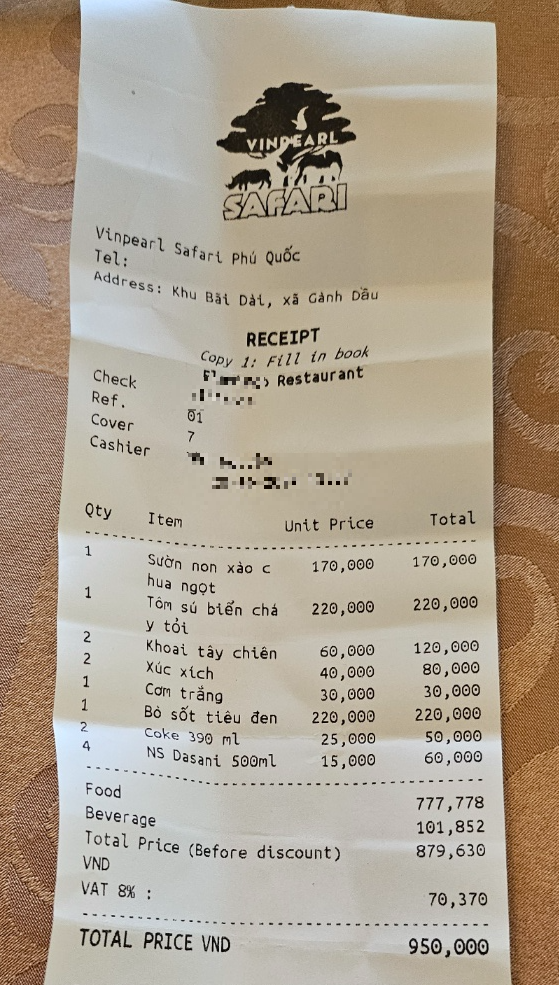 VINPEARL
SAFARI
Vinpearl Safari Phú Quốc
Tel:
Address: Khu Bãi Dài, xã Gành Dầu
RECEIPT
Copy 1: Fill in book
Check Restaurant
Ref.
Cover 01
Cashier 7
Qty Item Unit Price Total
1 Sườn non xào c 170,000 170,000
hua ngọt
1 Tôm sú biển chá 220,000 220,000
y tỏi
2 Khoai tây chiên 60,000 120,000
2 Xúc xích 40,000 80,000
1 Cơm trắng 30,000 30,000
1 Bò sốt tiêu đen 220,000 220,000
2 Coke 390 ml 25,000 50,000
4 NS Dasani 500ml 15,000 60,000
Food 777,778
Beverage 101,852
Total Price (Before discount) 879,630
VND
VAT 8% : 70,370
TOTAL PRICE VND 950,000